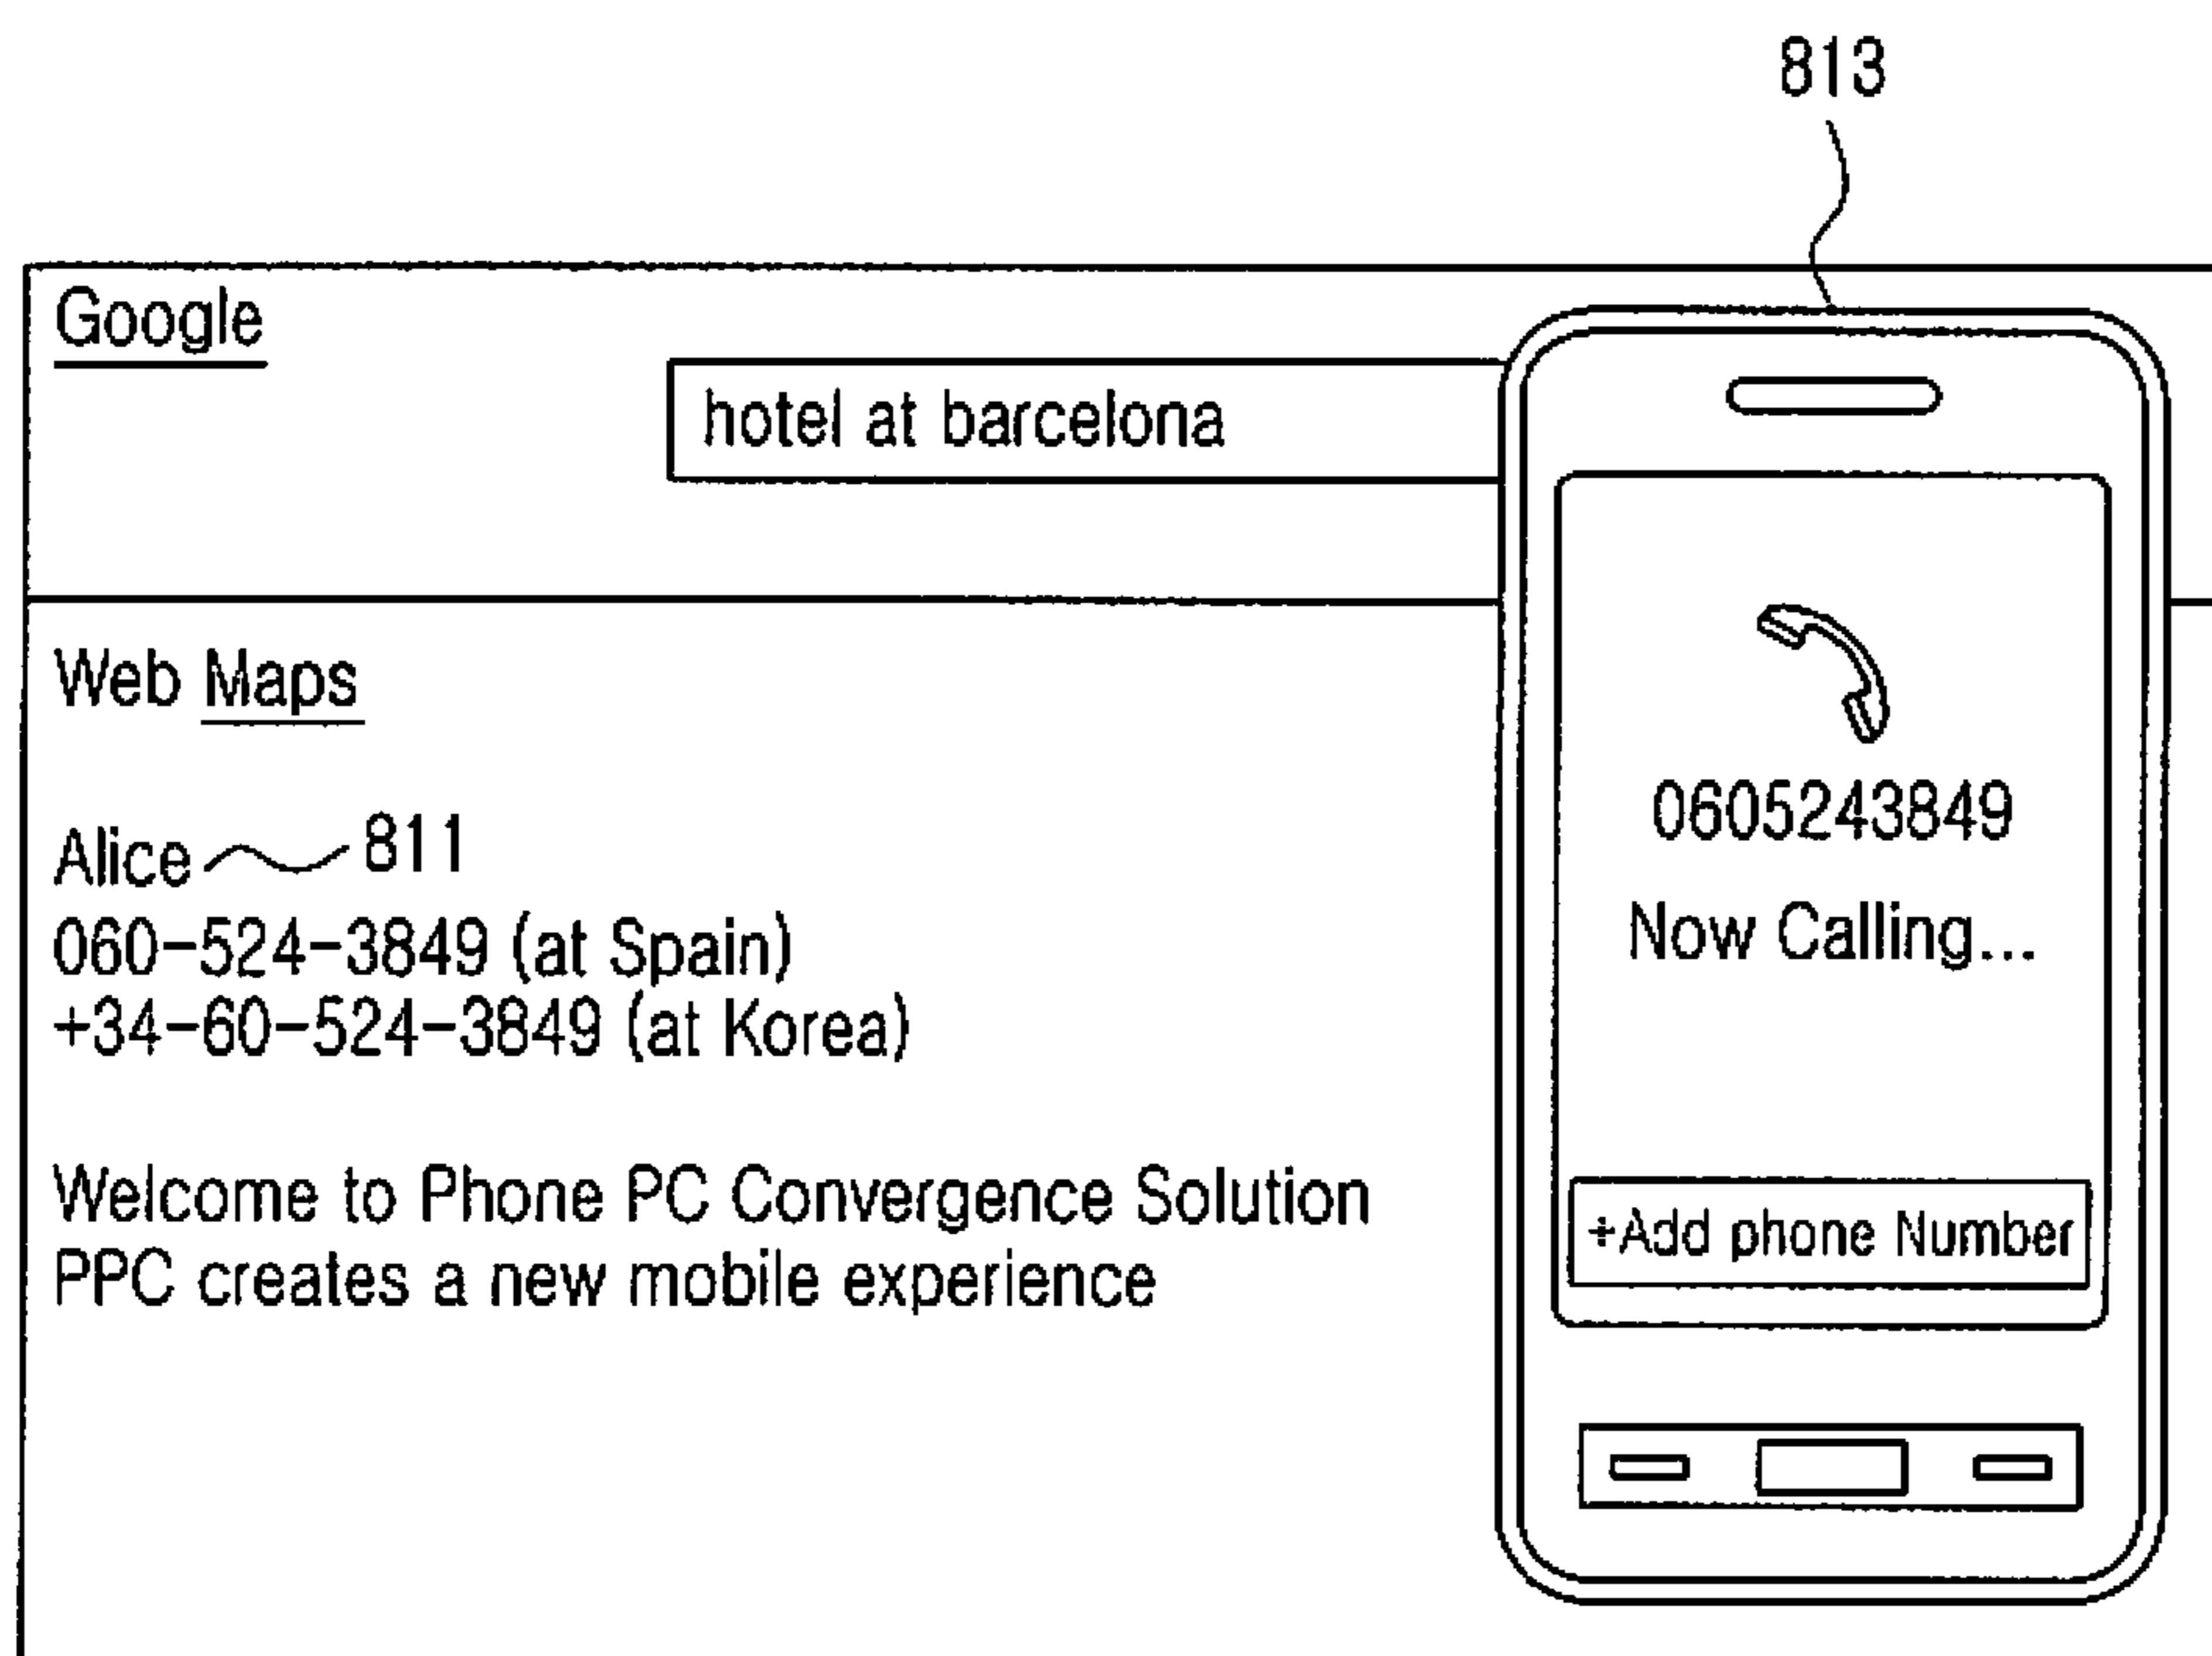 813
Google
hotel at barcelona
Web Maps
Alice 811
060-524-3849 (at Spain)
+34-60-524-3849 (at Korea)
Welcome to Phone PC Convergence Solution
PPC creates a new mobile experience
0605243849
Now Calling...
+Add phone Number